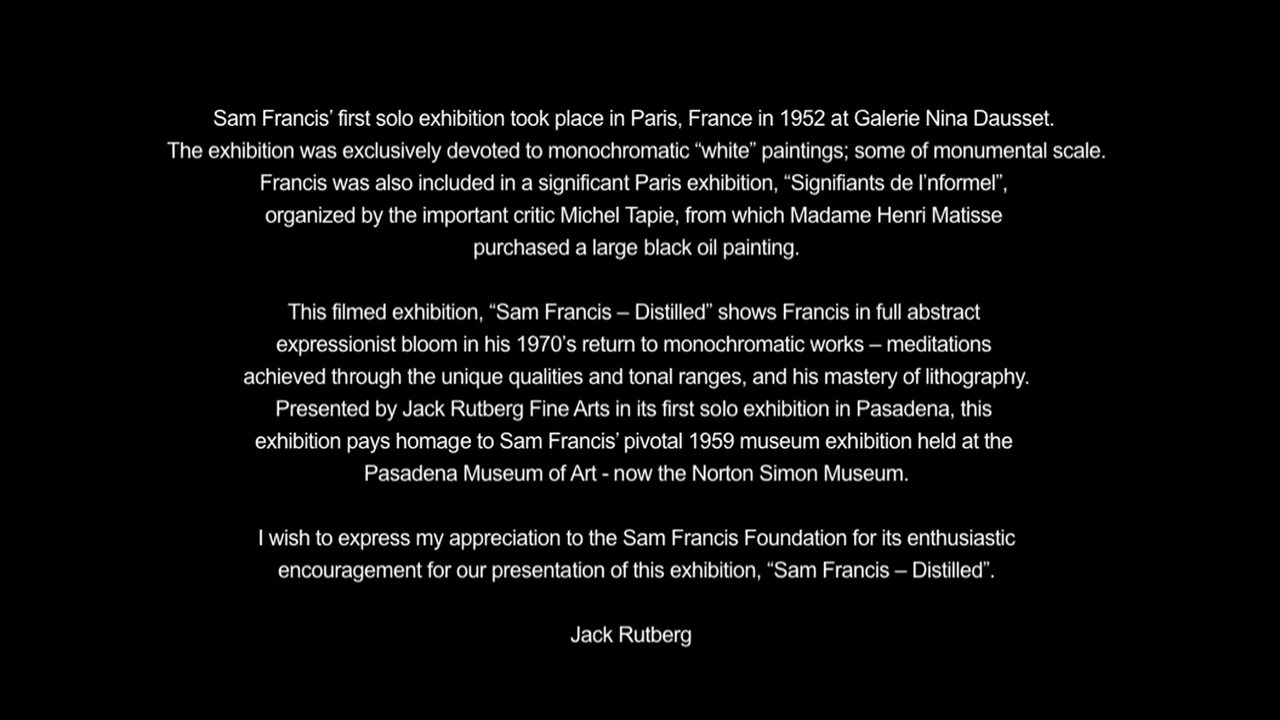 Sam Francis’ first solo exhibition took place in Paris, France in 1952 at Galerie Nina Dausset.
The exhibition was exclusively devoted to monochromatic “white” paintings; some of monumental scale.
Francis was also included in a significant Paris exhibition, “Signifiants de l’nformel”,
organized by the important critic Michel Tapie, from which Madame Henri Matisse
purchased a large black oil painting.
This filmed exhibition, “Sam Francis – Distilled” shows Francis in full abstract
expressionist bloom in his 1970’s return to monochromatic works – meditations
achieved through the unique qualities and tonal ranges, and his mastery of lithography.
Presented by Jack Rutberg Fine Arts in its first solo exhibition in Pasadena, this
exhibition pays homage to Sam Francis’ pivotal 1959 museum exhibition held at the
Pasadena Museum of Art - now the Norton Simon Museum.
I wish to express my appreciation to the Sam Francis Foundation for its enthusiastic
encouragement for our presentation of this exhibition, “Sam Francis – Distilled”.
Jack Rutberg